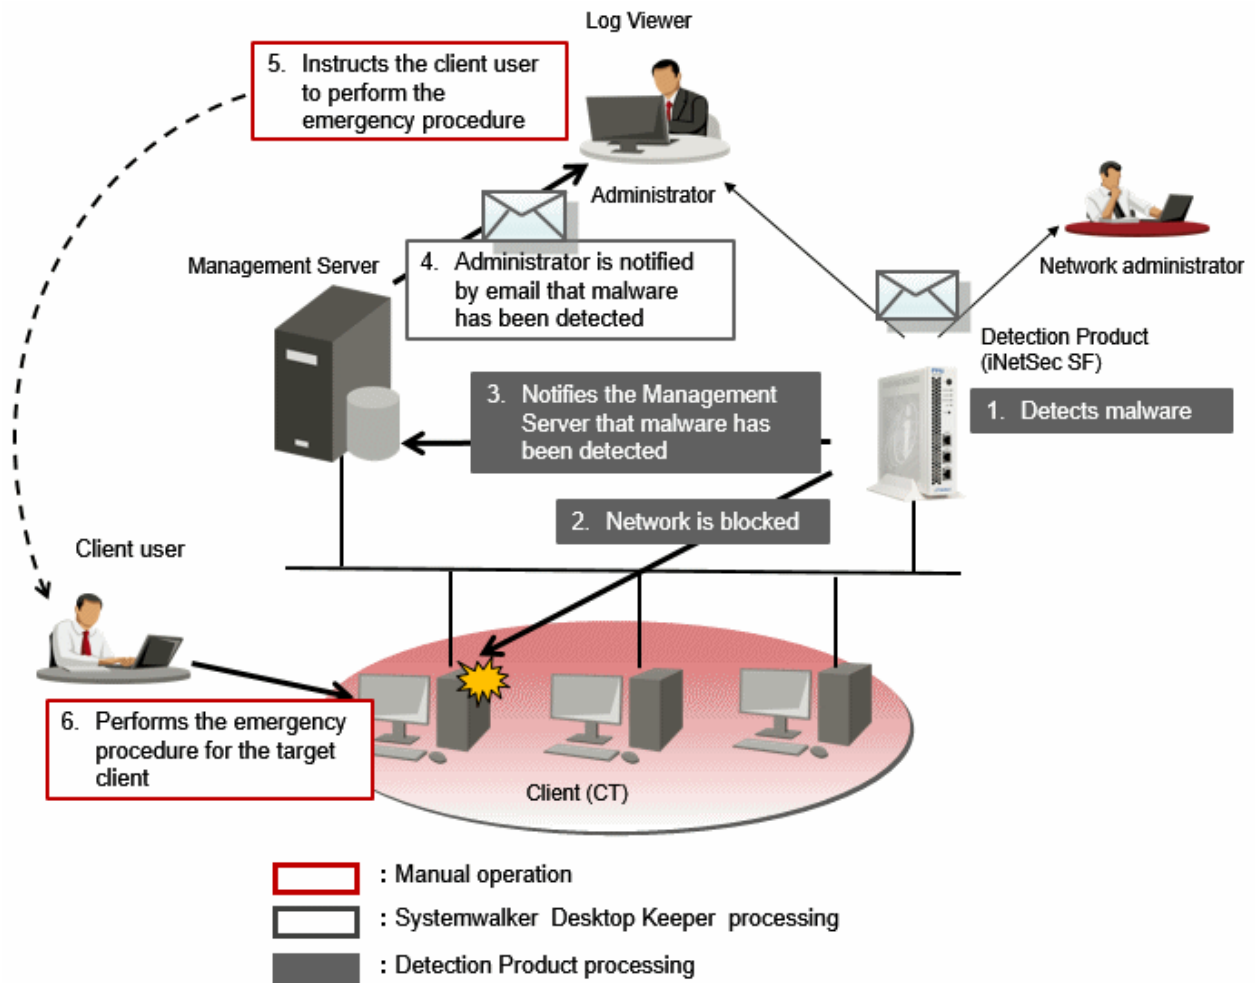 Log Viewer
5. Instructs the client user
to perform the
emergency procedure
Administrator
Network administrator
Management Server
4. Administrator is notified
by email that malware
has been detected
Detection Product
(iNetSec SF)
3. Notifies the Management
Server that malware has
been detected
1. Detects malware
2. Network is blocked
Client user
6. Performs the emergency
procedure for the target
client
Client (CT)
: Manual operation
: Systemwalker Desktop Keeper processing
: Detection Product processing